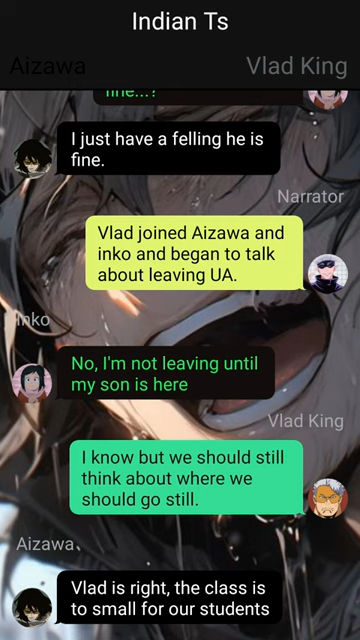 Indian Ts
Aizawa
Vlad King
fine...?
I just have a felling he is
fine.
Narrator
Vlad joined Aizawa and
inko and began to talk
about leaving UA.
Inko
No, I'm not leaving until
my son is here
Vlad King
I know but we should still
think about where we
should go still.
Aizawa
Vlad is right, the class is
to small for our students